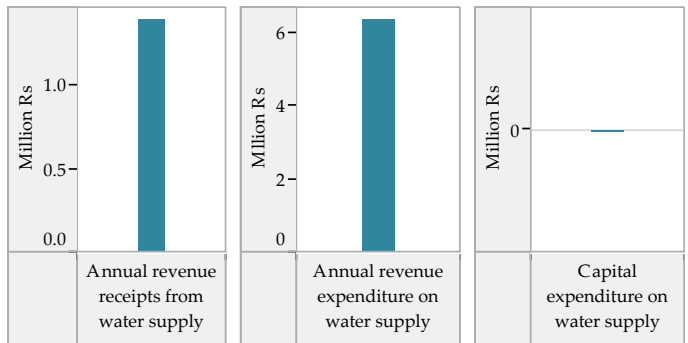 Million Rs
1.0
0.5
0.0
Annual revenue
receipts from
water supply
Mllion Rs
6
4
2
0
Annual revenue
expenditure on
water supply
Million Rs
0
Capital
expenditure on
water supply